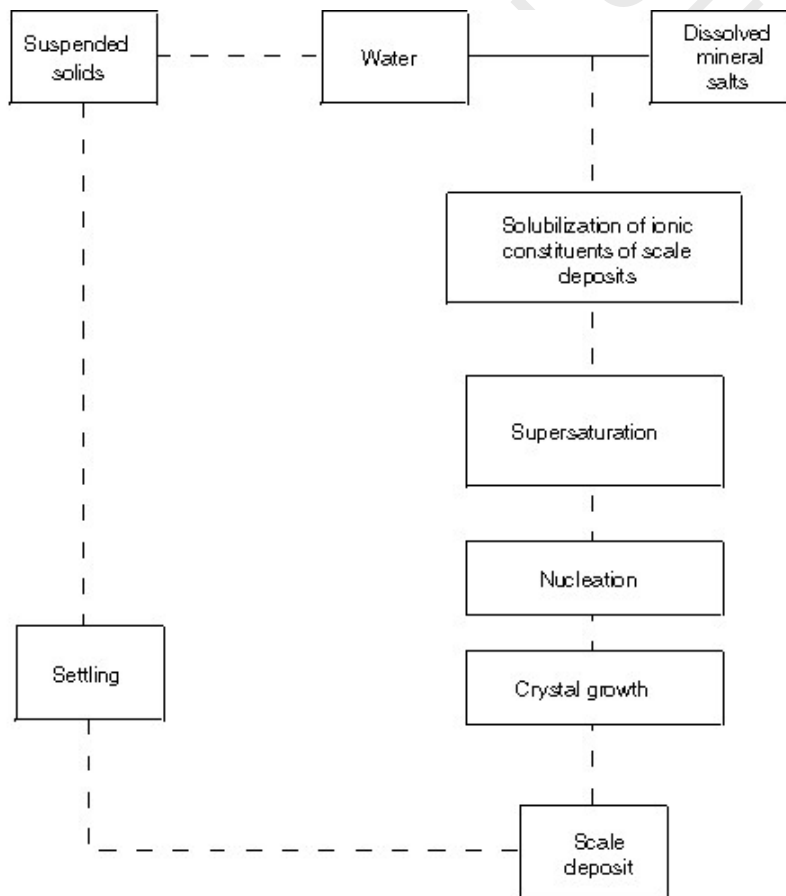 Suspended
solids
Water
Dissolved
mineral
salts
Solubilization of ionic
constituents of scale
deposits
Supersaturation
Nucleation
Settling
Crystal growth
Scale
deposit